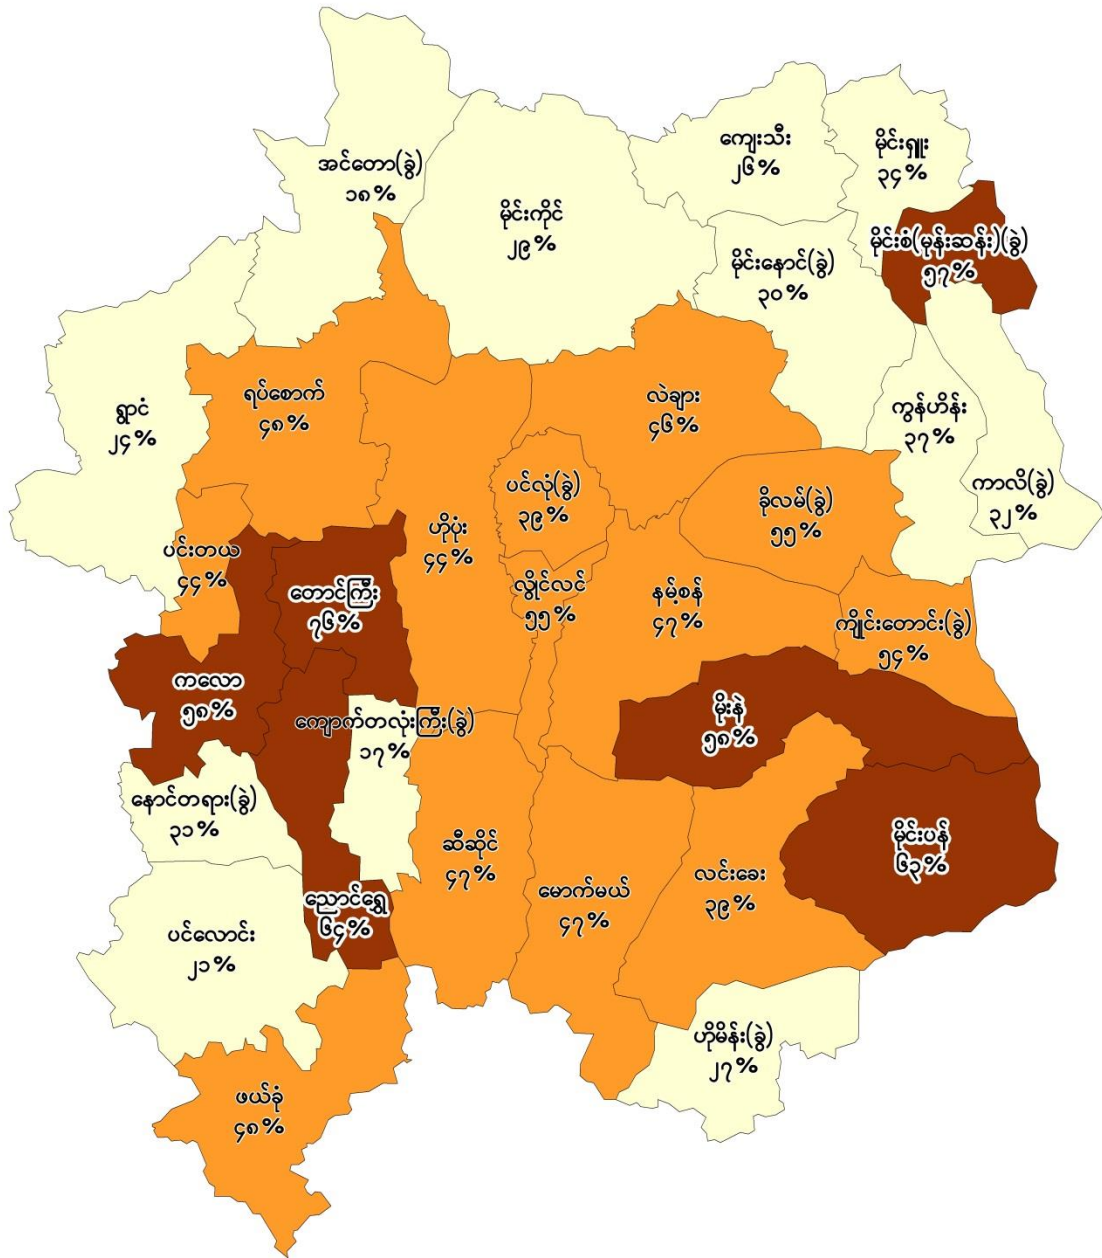 ကျေးသီး
၂၆%
မိုင်းရှူး
၃၄%
အင်တော(ခွဲ)
၁၈%
မိုင်းကိုင်
၂၉%
မိုင်းစံ(မုန်းဆန်း)(ခွဲ)
၅၇%
မိုင်းနောင်(ခွဲ)
၃၀%
ရပ်စောက်
၄၈%
လဲချား
၄၆%
ရွာငံ
၂၄%
ကွန်ဟိန်း
၃၇%
ပင်လုံ(ခွဲ)
၃၉%
ခိုလမ်(ခွဲ)
၅၅%
ကာလိ(ခွဲ)
၃၂%
ဟိုပုံး
၄၄%
ပင်းတယ
၄၄%
တောင်ကြီး
၇၆%
လွိုင်လင်
၅၅%
နမ့်စန်
၄၇%
ကျိုင်းတောင်း(ခွဲ)
၅၄%
ကလော
၅၈%
ကျောက်တလုံးကြီး(ခွဲ)
၁၇%
မိုးနဲ
၅၈%
နောင်တရား(ခွဲ)
၃၁%
ဆီဆိုင်
၄၇%
မိုင်းပန်
၆၃%
လင်းခေး
၃၉%
မောက်မယ်
၄၇%
ညောင်ရွှေ
၆၄%
ပင်လောင်း
၂၁%
ဟိုမိန်း(ခွဲ)
၂၇%
ဖယ်ခုံ
၄၈%